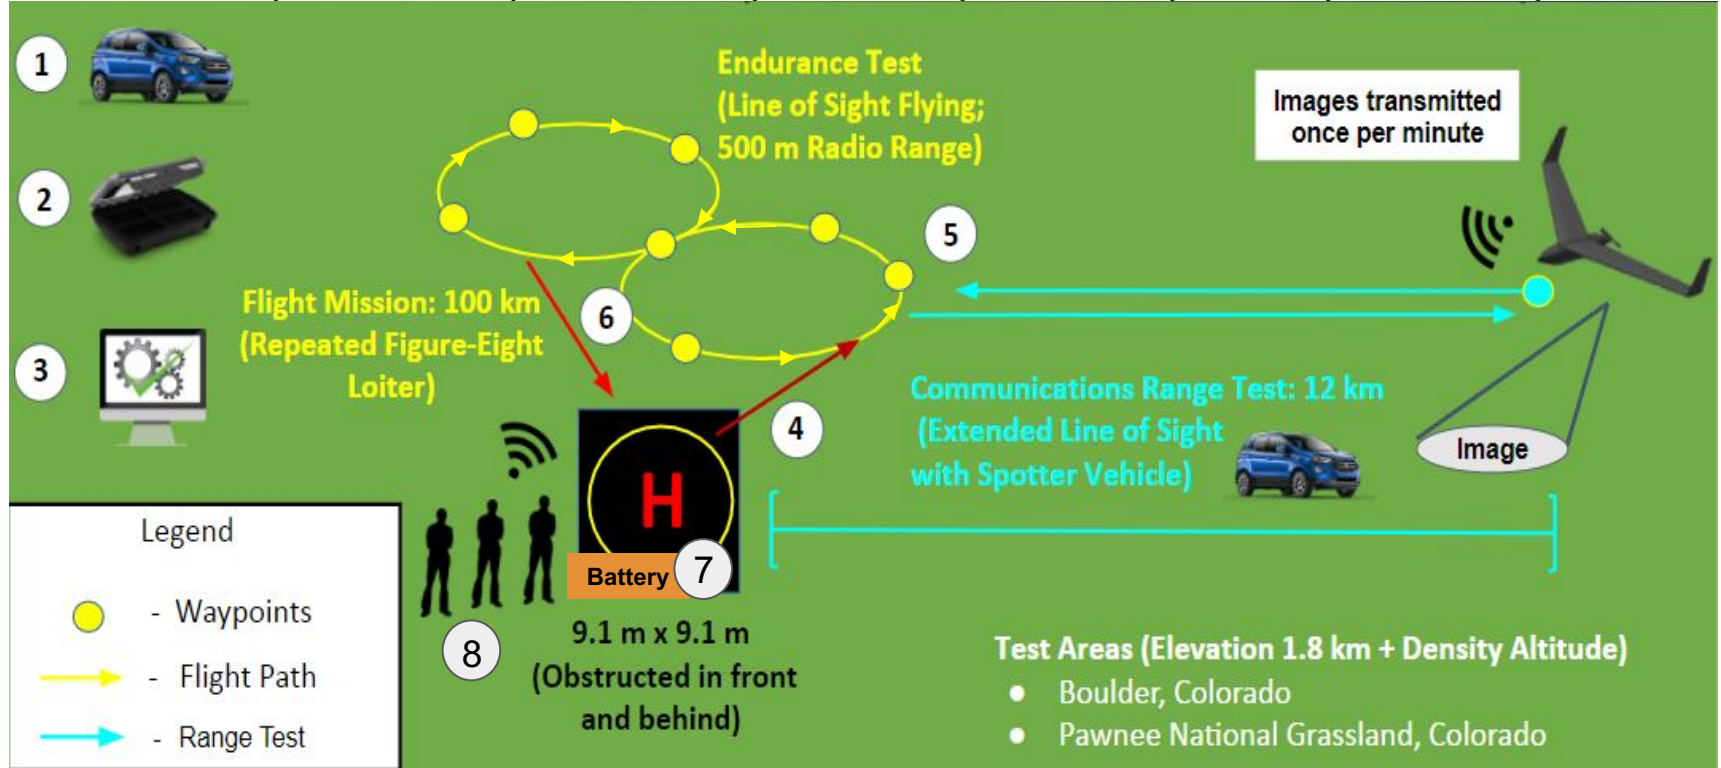 1
2
3
Endurance Test
(Line of Sight Flying;
500 m Radio Range)
Images transmitted
once per minute
5
Flight Mission: 100 km
(Repeated Figure-Eight
Loiter)
6
4
Communications Range Test: 12 km
(Extended Line of Sight
with Spotter Vehicle)
Image
H
Battery
7
8
9.1 m x 9.1 m
(Obstructed in front
and behind)
Legend
- Waypoints
- Flight Path
- Range Test
Test Areas (Elevation 1.8 km + Density Altitude)
● Boulder, Colorado
● Pawnee National Grassland, Colorado